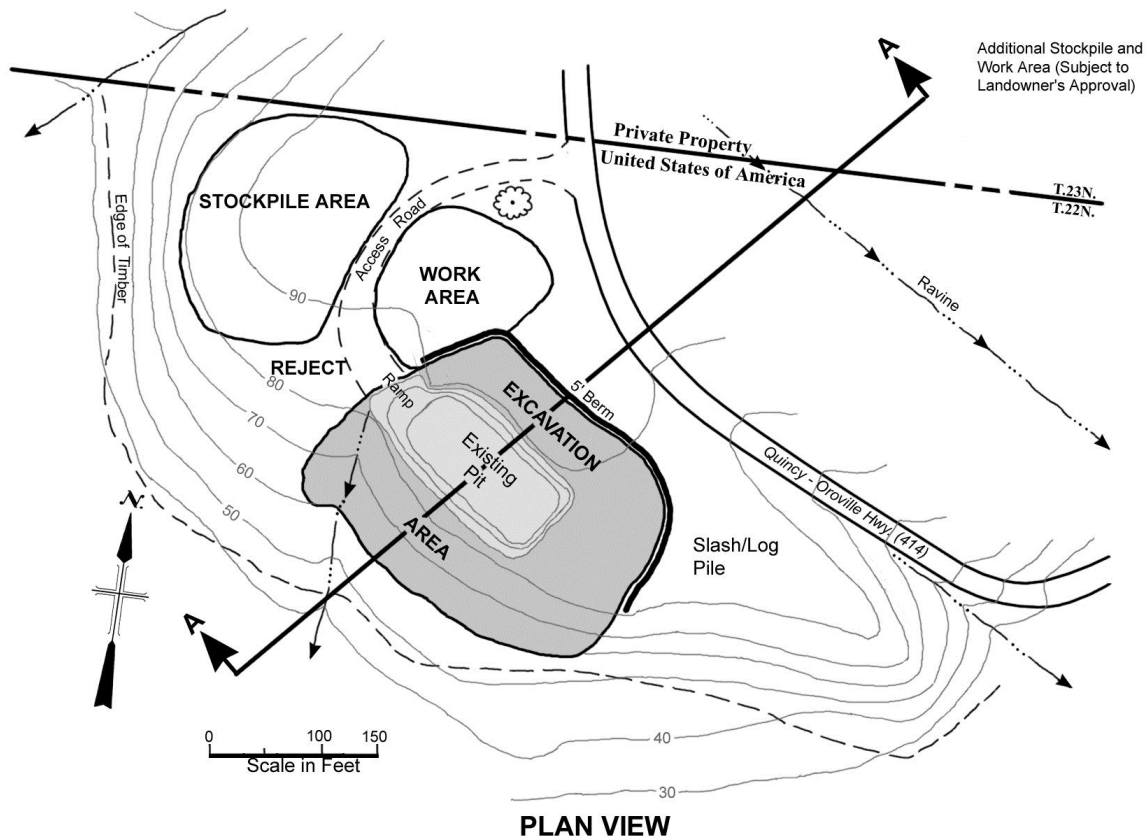 A
Additional Stockpile and
Work Area (Subject to
Landowner's Approval)
Private Property
United States of America
T.23N.
T.22N.
STOCKPILE AREA
Edge of Timber
Access Road
WORK
AREA
Ravine
90
REJECT
Ramp
5' Berm
EXCAVATION
80
70
60
50
Existing
Pit
AREA
Quincy - Oroville Hwy. (414)
Slash/Log
Pile
N
A
0 100 150
Scale in Feet
40
30
PLAN VIEW